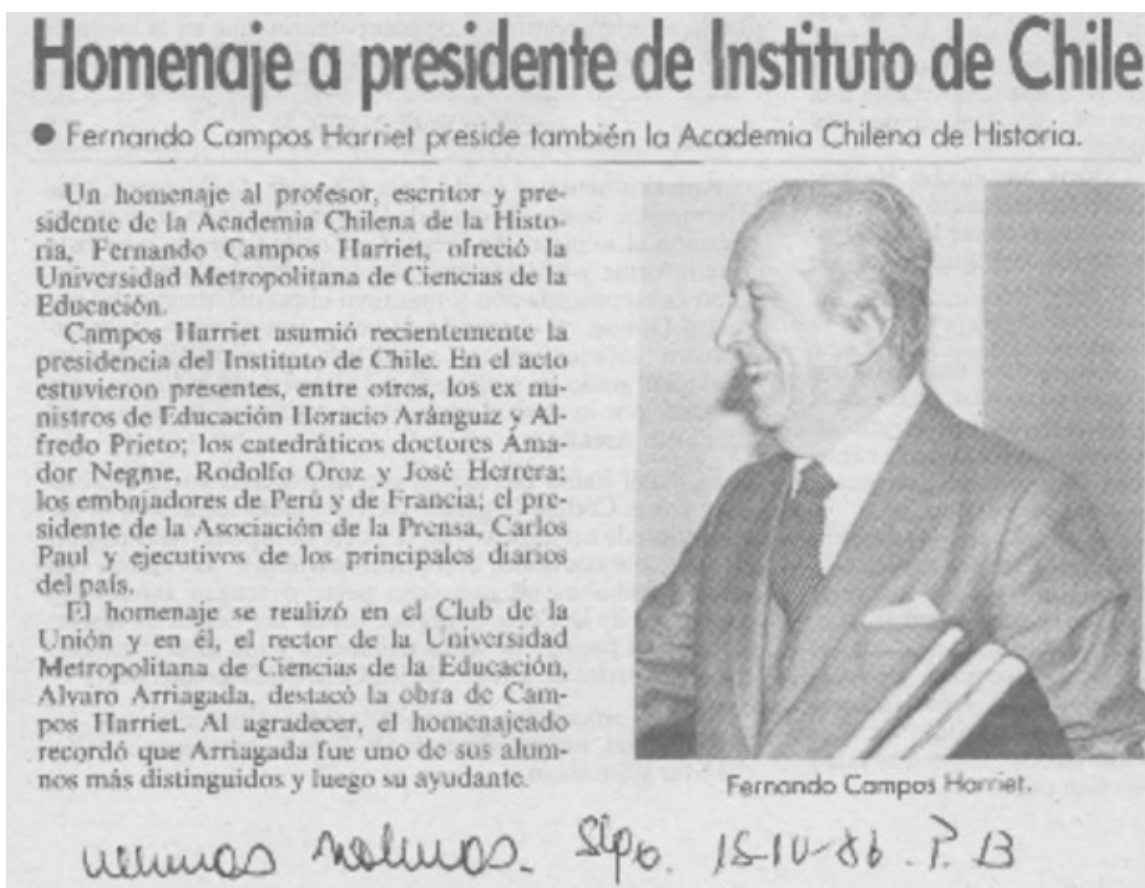 Homenaje a presidente de Instituto de Chile
● Fernando Campos Harriet preside también la Academia Chilena de Historia.
Un homenaje al profesor, escritor y pre-
sidente de la Academia Chilena de la Histo-
ria, Fernando Campos Harriet, ofreció la
Universidad Metropolitana de Ciencias de la
Educación.
Campos Harriet asumió recientemente la
presidencia del Instituto de Chile. En el acto
estuvieron presentes, entre otros, los ex mi-
nistros de Educación Horacio Aránguiz y Al-
fredo Prieto; los catedráticos doctores Ama-
dor Negme, Rodolfo Oroz y José Herrera;
los embajadores de Perú y de Francia; el pre-
sidente de la Asociación de la Prensa, Carlos
Paul y ejecutivos de los principales diarios
del país.
El homenaje se realizó en el Club de la
Unión y en él, el rector de la Universidad
Metropolitana de Ciencias de la Educación,
Alvaro Arriagada, destacó la obra de Cam-
pos Harriet. Al agradecer, el homenajeado
recordó que Arriagada fue uno de sus alum-
nos más distinguidos y luego su ayudante.
Fernando Campos Harriet.
Stgo. 15-IV-86. P. B